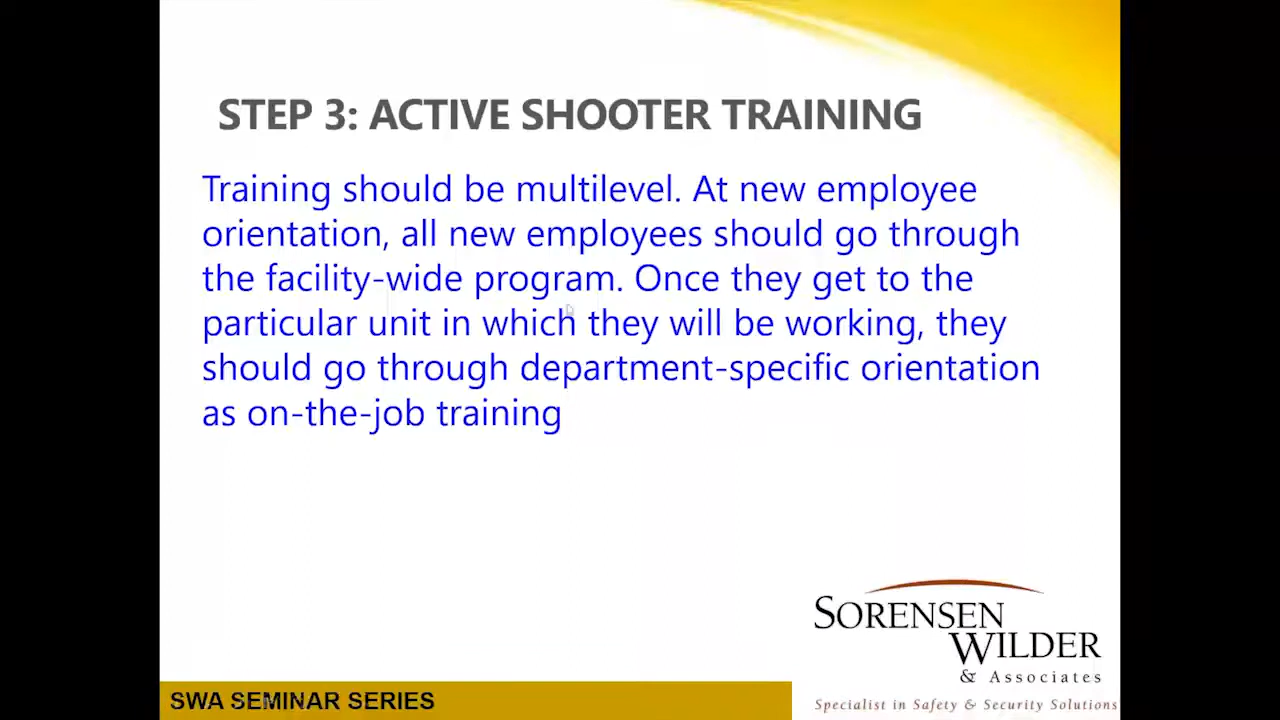 STEP 3: ACTIVE SHOOTER TRAINING
Training should be multilevel. At new employee
orientation, all new employees should go through
the facility-wide program. Once they get to the
particular unit in which they will be working, they
should go through department-specific orientation
as on-the-job training
SORENSEN
WILDER
& Associates
Specialist in Safety & Security Solutions
SWA SEMINAR SERIES